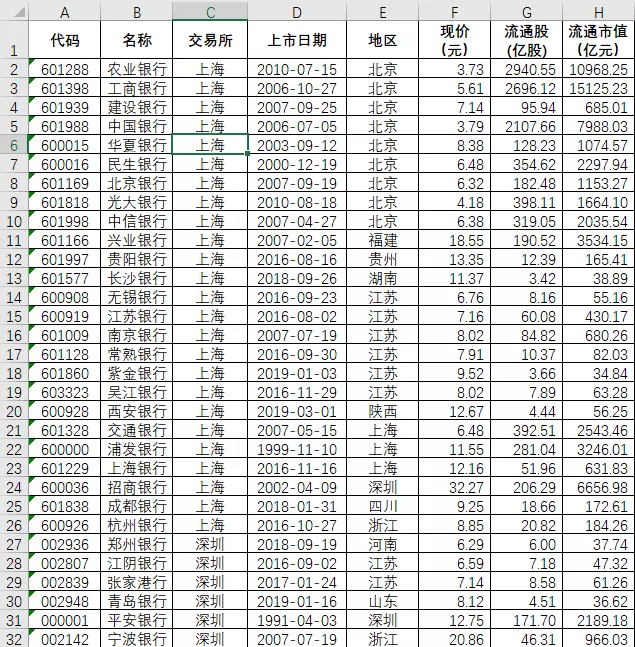 A B C D E F G H
1 代码 名称 交易所 上市日期 地区 现价(元) 流通股(亿股) 流通市值(亿元)
2 601288 农业银行 上海 2010-07-15 北京 3.73 2940.55 10968.25
3 601398 工商银行 上海 2006-10-27 北京 5.61 2696.12 15125.23
4 601939 建设银行 上海 2007-09-25 北京 7.14 95.94 685.01
5 601988 中国银行 上海 2006-07-05 北京 3.79 2107.66 7988.03
6 600015 华夏银行 上海 2003-09-12 北京 8.38 128.23 1074.57
7 600016 民生银行 上海 2000-12-19 北京 6.48 354.62 2297.94
8 601169 北京银行 上海 2007-09-19 北京 6.32 182.48 1153.27
9 601818 光大银行 上海 2010-08-18 北京 4.18 398.11 1664.10
10 601998 中信银行 上海 2007-04-27 北京 6.38 319.05 2035.54
11 601166 兴业银行 上海 2007-02-05 福建 18.55 190.52 3534.15
12 601997 贵阳银行 上海 2016-08-16 贵州 13.35 12.39 165.41
13 601577 长沙银行 上海 2018-09-26 湖南 11.37 3.42 38.89
14 600908 无锡银行 上海 2016-09-23 江苏 6.76 8.16 55.16
15 600919 江苏银行 上海 2016-08-02 江苏 7.16 60.08 430.17
16 601009 南京银行 上海 2007-07-19 江苏 8.02 84.82 680.26
17 601128 常熟银行 上海 2016-09-30 江苏 7.91 10.37 82.03
18 601860 紫金银行 上海 2019-01-03 江苏 9.52 3.66 34.84
19 603323 吴江银行 上海 2016-11-29 江苏 8.02 7.89 63.28
20 600928 西安银行 上海 2019-03-01 陕西 12.67 4.44 56.25
21 601328 交通银行 上海 2007-05-15 上海 6.48 392.51 2543.46
22 600000 浦发银行 上海 1999-11-10 上海 11.55 281.04 3246.01
23 601229 上海银行 上海 2016-11-16 上海 12.16 51.96 631.83
24 600036 招商银行 上海 2002-04-09 深圳 32.27 206.29 6656.98
25 601838 成都银行 上海 2018-01-31 四川 9.25 18.66 172.61
26 600926 杭州银行 上海 2016-10-27 浙江 8.85 20.82 184.26
27 002936 郑州银行 深圳 2018-09-19 河南 6.29 6.00 37.74
28 002807 江阴银行 深圳 2016-09-02 江苏 6.59 7.18 47.32
29 002839 张家港行 深圳 2017-01-24 江苏 7.14 8.58 61.26
30 002948 青岛银行 深圳 2019-01-16 山东 8.12 4.51 36.62
31 000001 平安银行 深圳 1991-04-03 深圳 12.75 171.70 2189.18
32 002142 宁波银行 深圳 2007-07-19 浙江 20.86 46.31 966.03